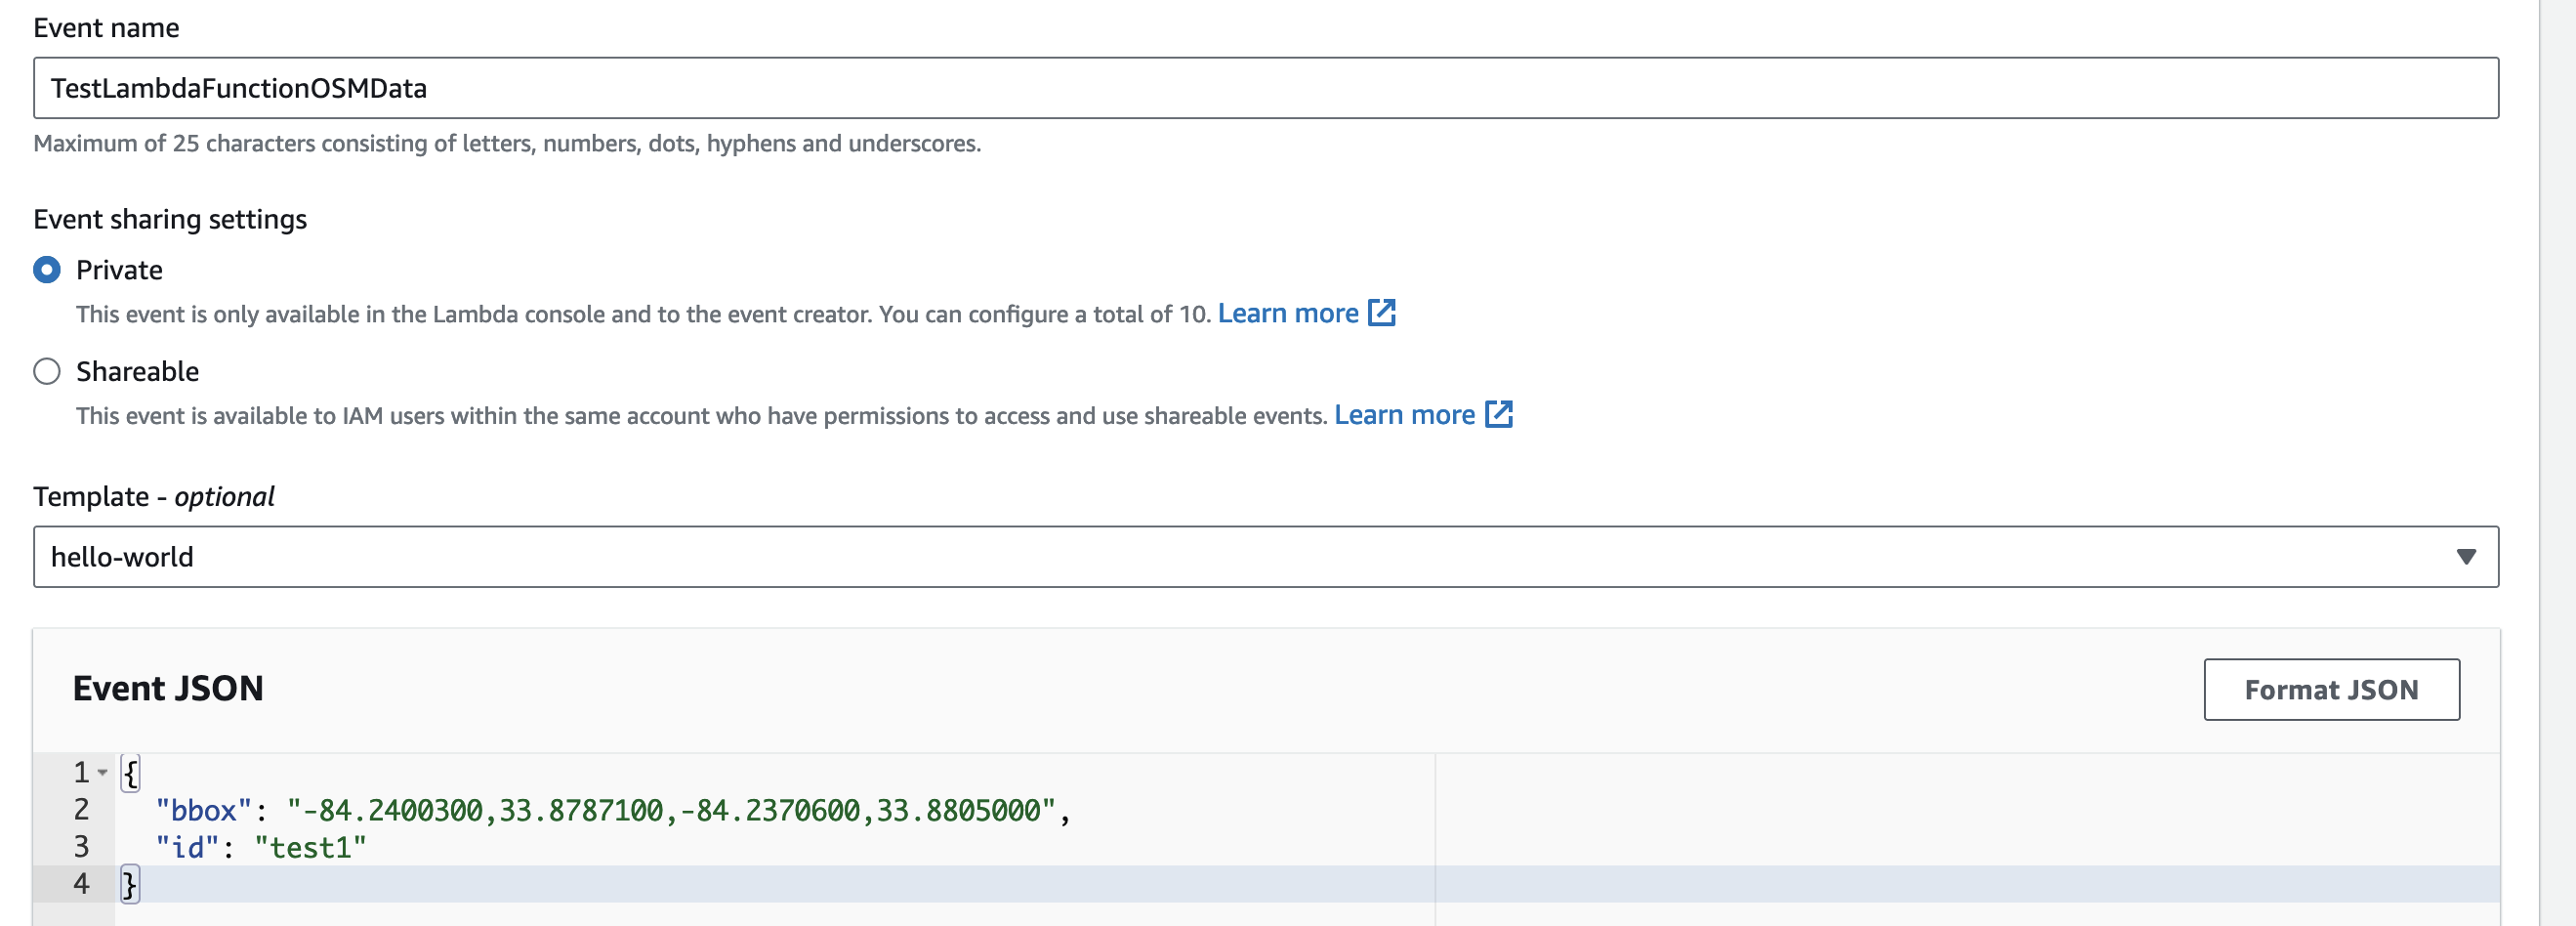 Event name
TestLambdaFunctionOSMData
Maximum of 25 characters consisting of letters, numbers, dots, hyphens and underscores.
Event sharing settings
Private
This event is only available in the Lambda console and to the event creator. You can configure a total of 10. Learn more
Shareable
This event is available to IAM users within the same account who have permissions to access and use shareable events. Learn more
Template - optional
hello-world
Event JSON
Format JSON
1 {
2 "bbox": "-84.2400300,33.8787100,-84.2370600,33.8805000",
3 "id": "test1"
4 }